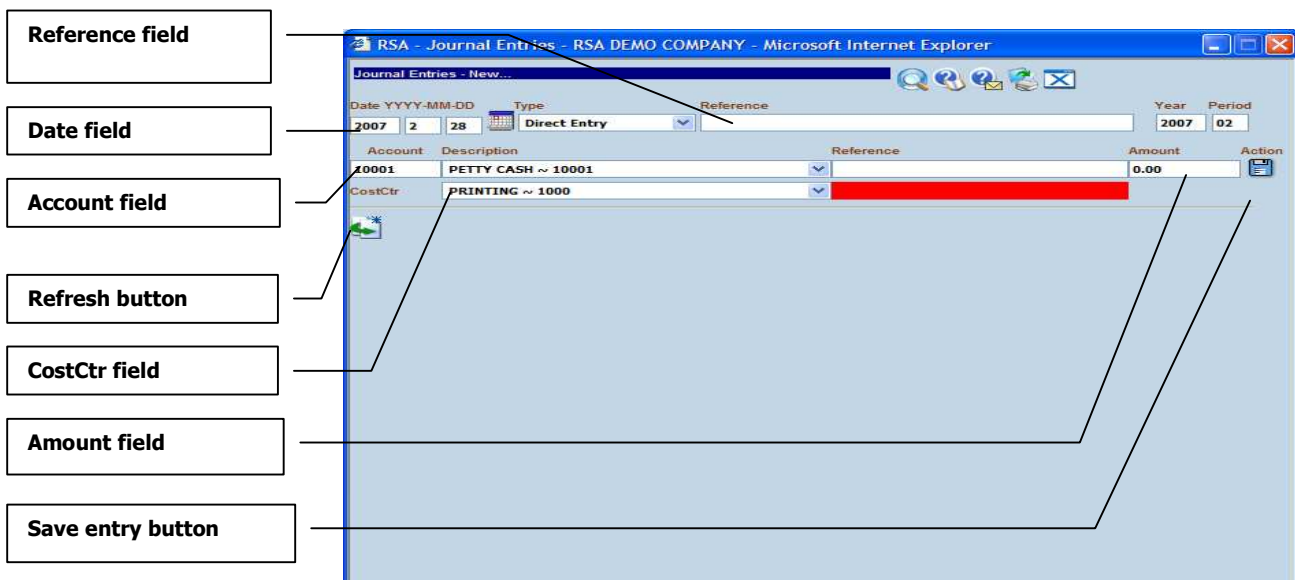 Reference field
RSA - Journal Entries - RSA DEMO COMPANY - Microsoft Internet Explorer
Journal Entries - New...
Date YYYY-MM-DD Type Reference Year Period
Date field
2007 2 28 Direct Entry 2007 02
Account Description Reference Amount Action
10001 PETTY CASH ~ 10001 0.00
Account field
CostCtr PRINTING ~ 1000
Refresh button
CostCtr field
Amount field
Save entry button